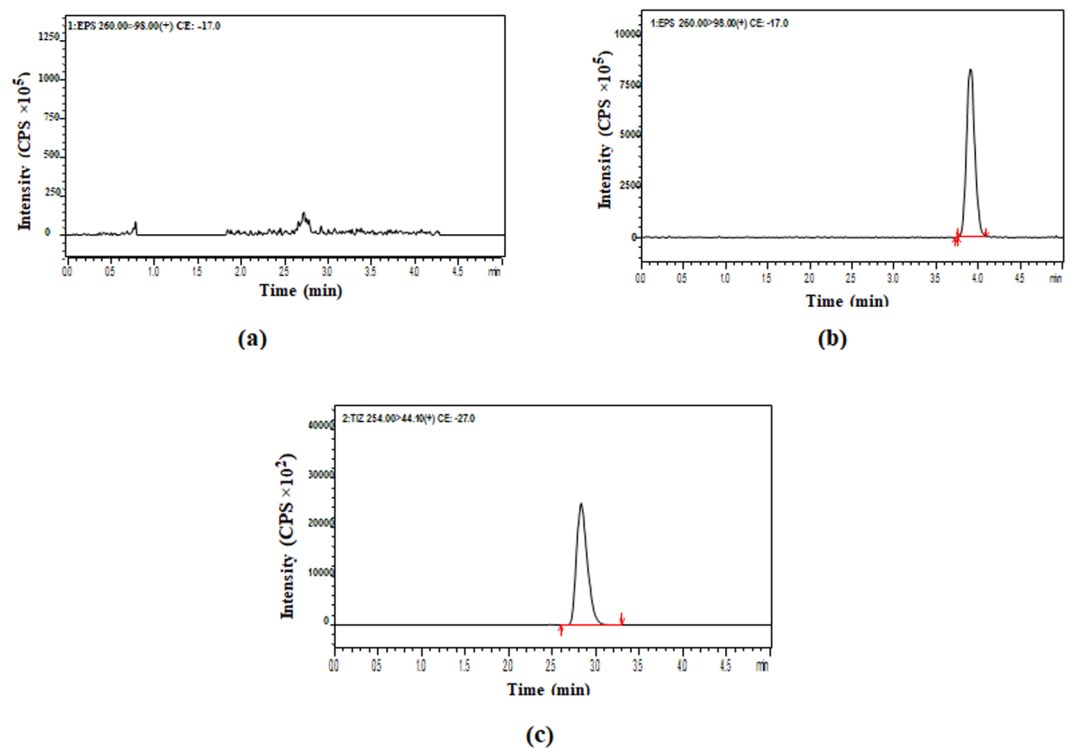 1:EPS 260.00>98.00(+) CE: -17.0
Intensity (CPS ×10⁵)
1250
1000
750
500
250
0
0.0 0.5 1.0 1.5 2.0 2.5 3.0 3.5 4.0 4.5 min
Time (min)
(a)
1:EPS 260.00>98.00(+) CE: -17.0
Intensity (CPS ×10⁵)
10000
7500
5000
2500
0
0.0 0.5 1.0 1.5 2.0 2.5 3.0 3.5 4.0 4.5 min
Time (min)
(b)
2:TIZ 254.00>44.10(+) CE: -27.0
Intensity (CPS ×10²)
40000
30000
20000
10000
0
0.0 0.5 1.0 1.5 2.0 2.5 3.0 3.5 4.0 4.5 min
Time (min)
(c)